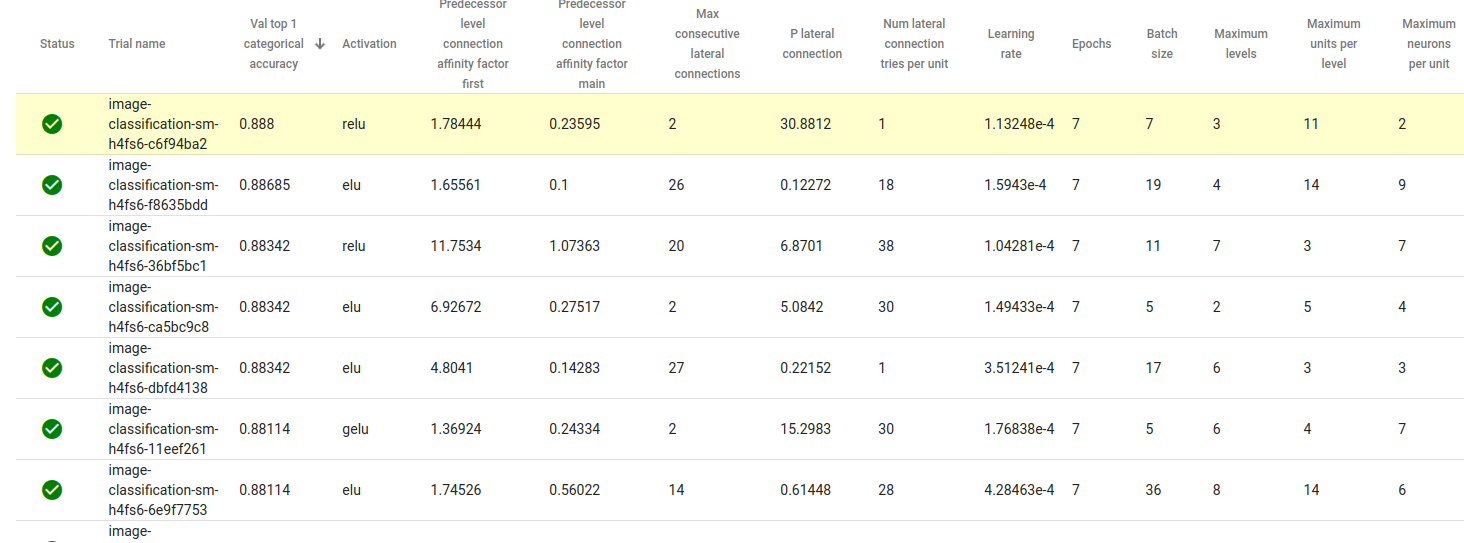 Status
Trial name
Val top 1
categorical
accuracy
Activation
Predecessor
level
connection
affinity factor
first
Predecessor
level
connection
affinity factor
main
Max
consecutive
lateral
connections
P lateral
connection
Num lateral
connection
tries per unit
Learning
rate
Epochs
Batch
size
Maximum
levels
Maximum
units per
level
Maximum
neurons
per unit
image-
classification-sm-
h4fs6-c6f94ba2
0.888 relu 1.78444 0.23595 2 30.8812 1 1.13248e-4 7 7 3 11 2
image-
classification-sm-
h4fs6-f8635bdd
0.88685 elu 1.65561 0.1 26 0.12272 18 1.5943e-4 7 19 4 14 9
image-
classification-sm-
h4fs6-36bf5bc1
0.88342 relu 11.7534 1.07363 20 6.8701 38 1.04281e-4 7 11 7 3 7
image-
classification-sm-
h4fs6-ca5bc9c8
0.88342 elu 6.92672 0.27517 2 5.0842 30 1.49433e-4 7 5 2 5 4
image-
classification-sm-
h4fs6-dbfd4138
0.88342 elu 4.8041 0.14283 27 0.22152 1 3.51241e-4 7 17 6 3 3
image-
classification-sm-
h4fs6-11eef261
0.88114 gelu 1.36924 0.24334 2 15.2983 30 1.76838e-4 7 5 6 4 7
image-
classification-sm-
h4fs6-6e9f7753
0.88114 elu 1.74526 0.56022 14 0.61448 28 4.28463e-4 7 36 8 14 6
image-